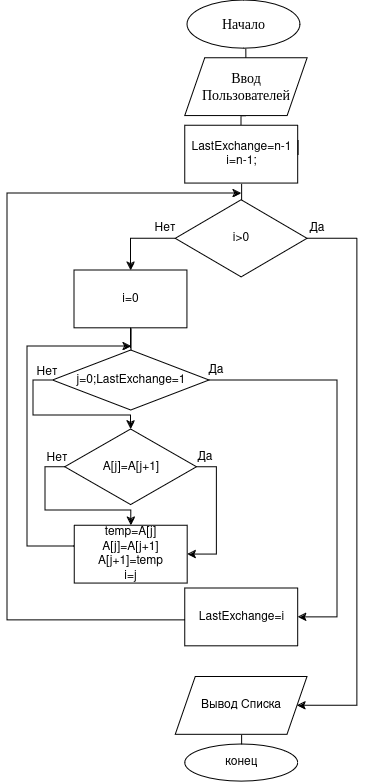 Начало
Ввод
Пользователей
LastExchange=n-1
i=n-1;
Нет
Да
i>0
i=0
Нет
Да
j=0;LastExchange=1
Нет
Да
A[j]=A[j+1]
temp=A[j]
A[j]=A[j+1]
A[j+1]=temp
i=j
LastExchange=i
Вывод Списка
конец